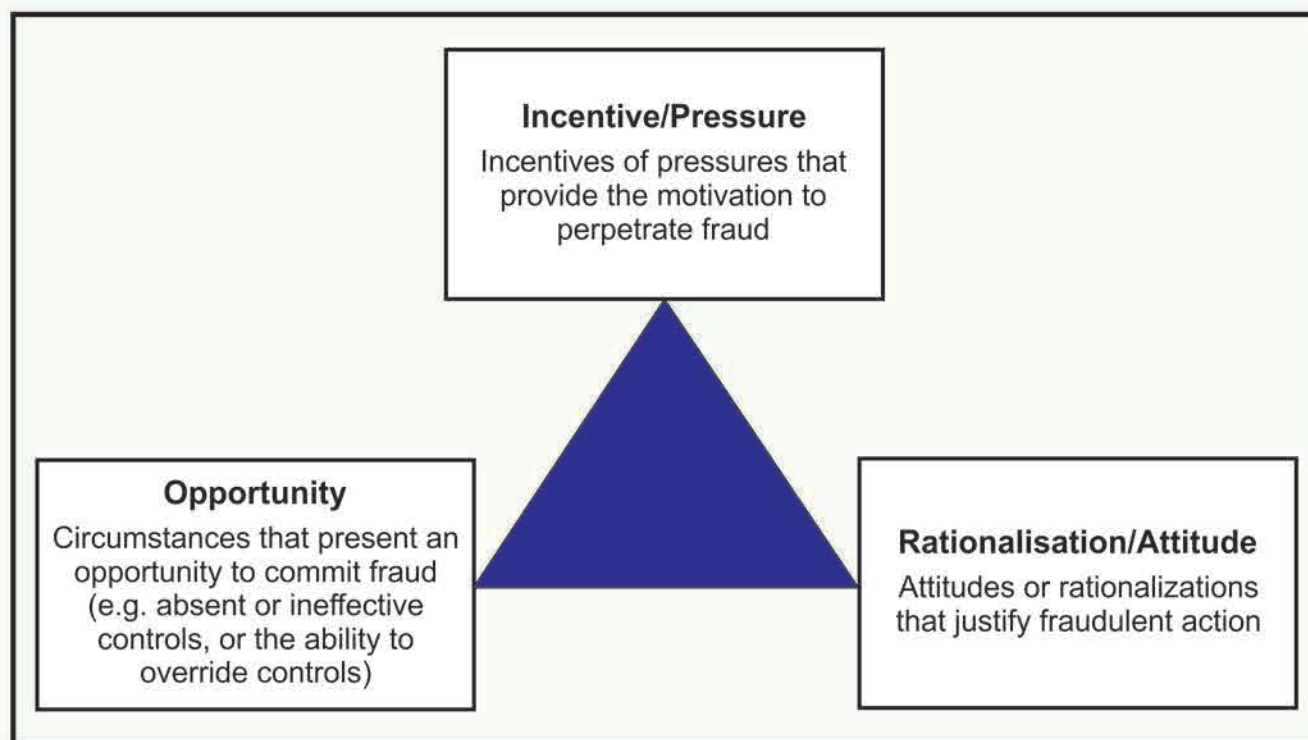 Incentive/Pressure
Incentives of pressures that
provide the motivation to
perpetrate fraud
Opportunity
Circumstances that present an
opportunity to commit fraud
(e.g. absent or ineffective
controls, or the ability to
override controls)
Rationalisation/Attitude
Attitudes or rationalizations
that justify fraudulent action